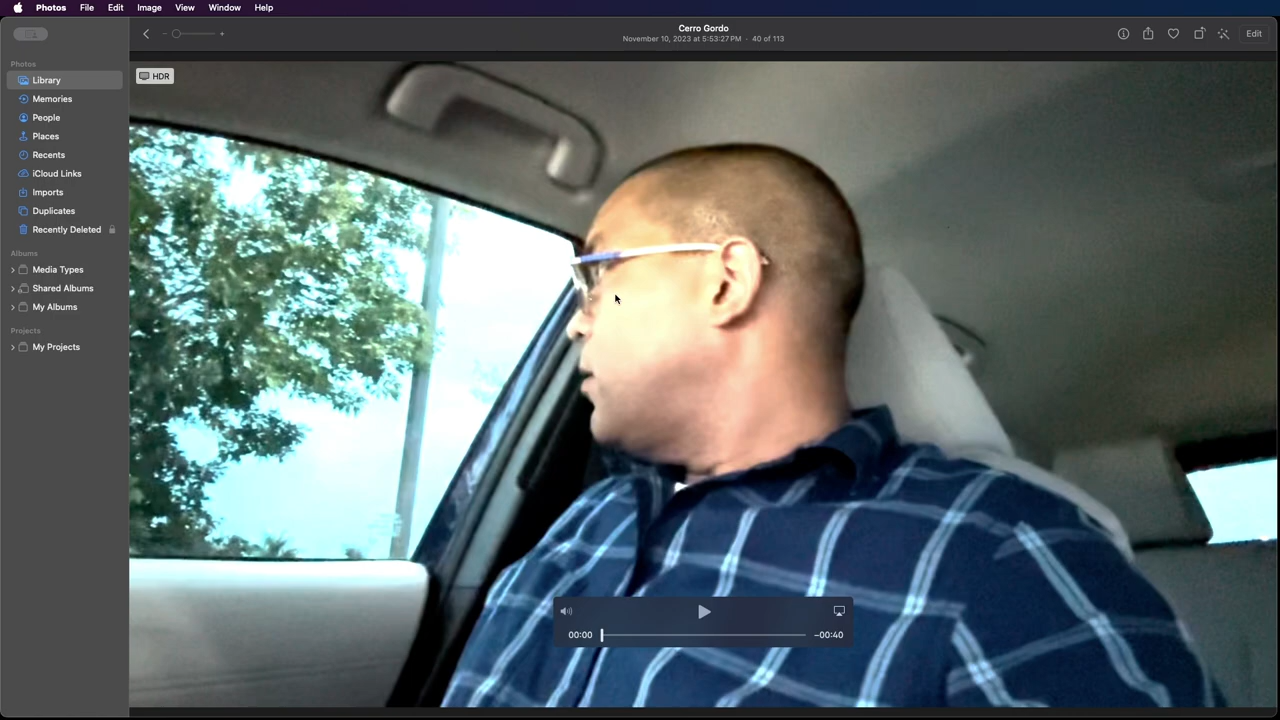 Photos File Edit Image View Window Help
Cerro Gordo
November 10, 2023 at 5:53:27 PM - 40 of 113
Edit
HDR
Photos
Library
Memories
People
Places
Recents
iCloud Links
Imports
Duplicates
Recently Deleted
Albums
Media Types
Shared Albums
My Albums
Projects
My Projects
00:00
−00:40